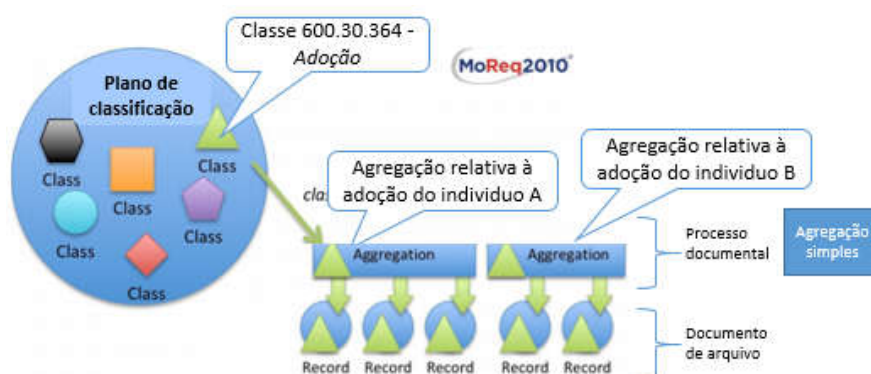 Classe 600.30.364 -
Adoção
MoReq2010
Plano de
classificação
Class
Class
Class
Class
Class
Class
Agregação relativa à
adoção do individuo A
Agregação relativa à
adoção do individuo B
Aggregation
Aggregation
Processo
documental
Agregação
simples
Record
Record
Record
Record
Record
Documento
de arquivo